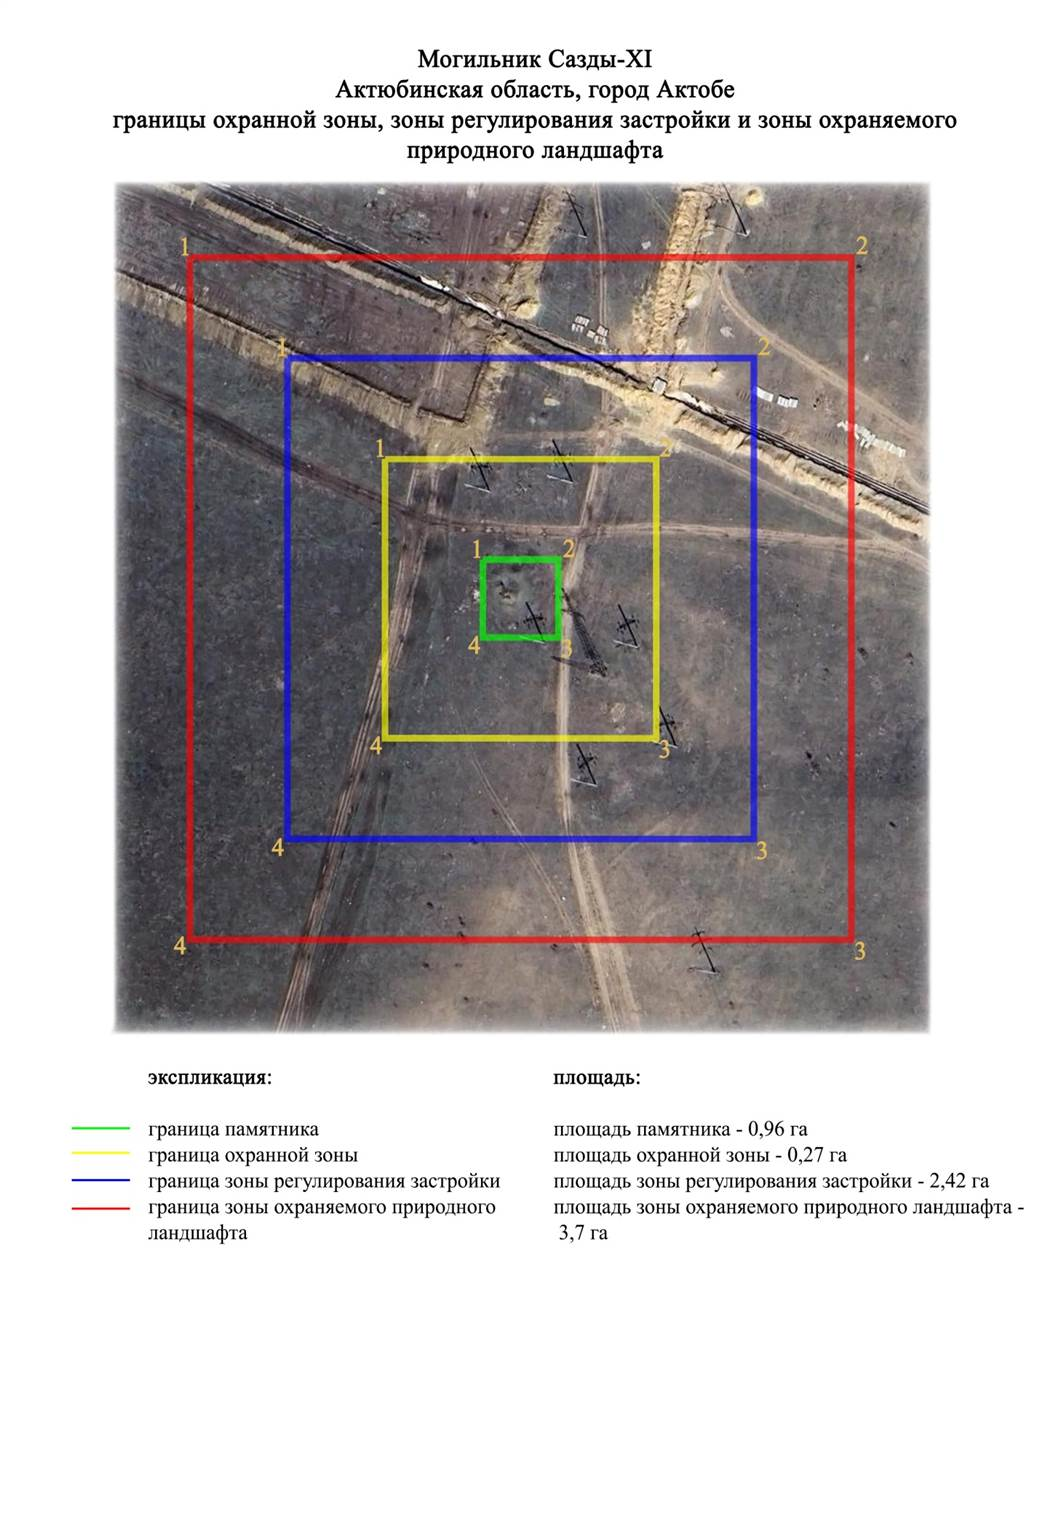 Могильник Сазды-XI
Актюбинская область, город Актобе
границы охранной зоны, зоны регулирования застройки и зоны охраняемого
природного ландшафта
1
2
1
2
1
2
1
2
4
3
4
3
4
3
4
3
экспликация:
площадь:
граница памятника
площадь памятника - 0,96 га
граница охранной зоны
площадь охранной зоны - 0,27 га
граница зоны регулирования застройки
площадь зоны регулирования застройки - 2,42 га
граница зоны охраняемого природного
ландшафта
площадь зоны охраняемого природного ландшафта -
3,7 га